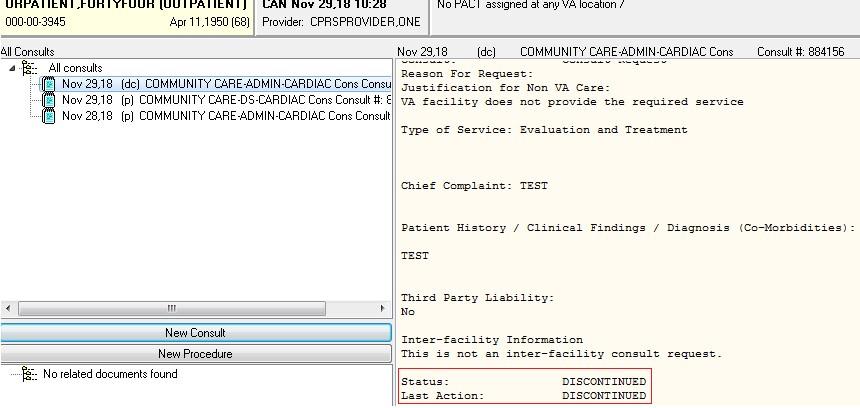 ORPATIENT,FORTYFOUR (OUTPATIENT)
000-00-3945 Apr 11,1950 (68)
CAN Nov 29,18 10:28
Provider: CPRSPROVIDER,ONE
No PACT assigned at any VA location /
All Consults
All consults
Nov 29,18 (dc) COMMUNITY CARE-ADMIN-CARDIAC Cons Consu
Nov 29,18 (p) COMMUNITY CARE-DS-CARDIAC Cons Consult #: 8
Nov 28,18 (p) COMMUNITY CARE-ADMIN-CARDIAC Cons Consult
New Consult
New Procedure
No related documents found
Nov 29,18 (dc) COMMUNITY CARE-ADMIN-CARDIAC Cons Consult #: 884156
Reason For Request:
Justification for Non VA Care:
VA facility does not provide the required service
Type of Service: Evaluation and Treatment
Chief Complaint: TEST
Patient History / Clinical Findings / Diagnosis (Co-Morbidities):
TEST
Third Party Liability:
No
Inter-facility Information
This is not an inter-facility consult request.
Status: DISCONTINUED
Last Action: DISCONTINUED